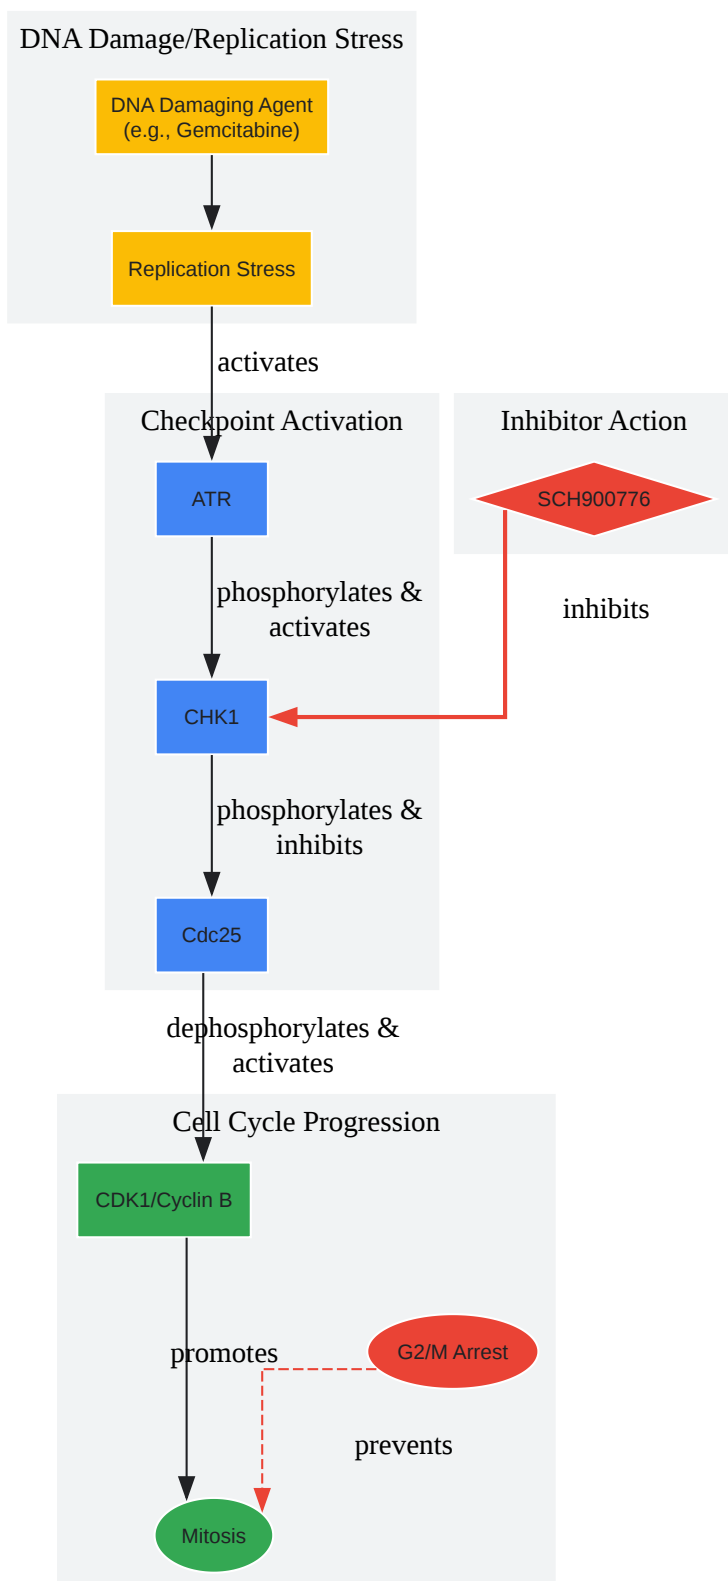 DNA Damage/Replication Stress
DNA Damaging Agent
(e.g., Gemcitabine)
Replication Stress
activates
Checkpoint Activation
Inhibitor Action
ATR
SCH900776
phosphorylates &
activates
inhibits
CHK1
phosphorylates &
inhibits
Cdc25
dephosphorylates &
activates
Cell Cycle Progression
CDK1/Cyclin B
promotes
G2/M Arrest
prevents
Mitosis